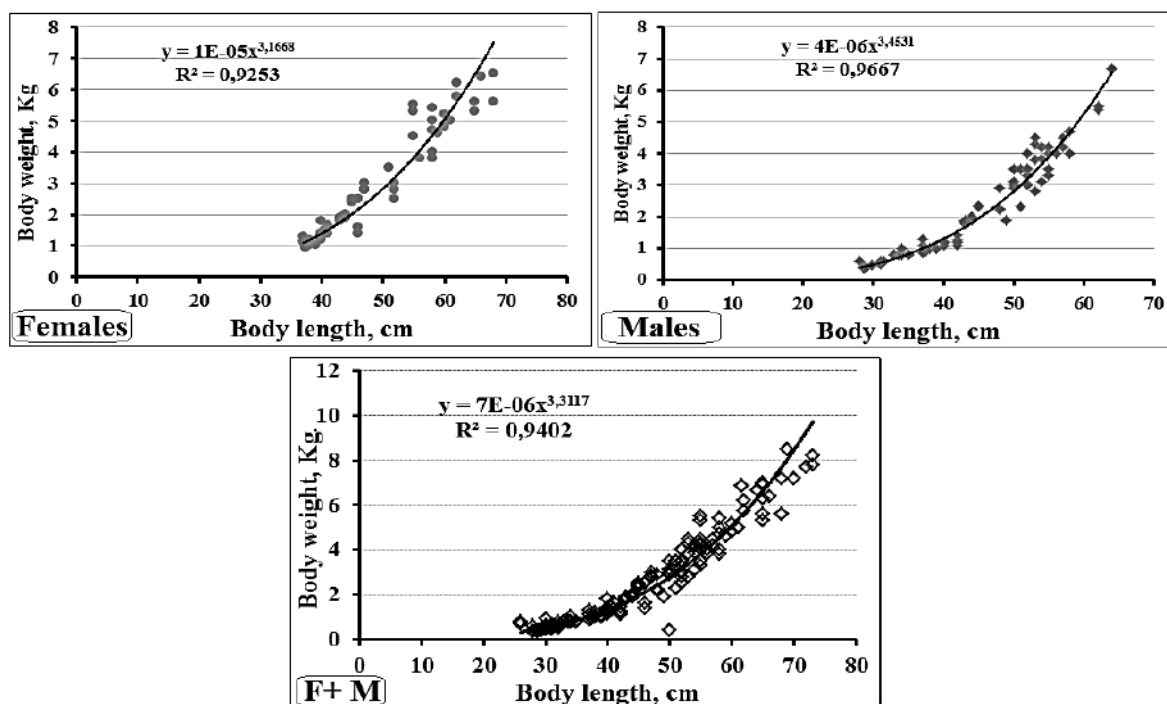 8
7
6
5
4
3
2
1
0
Body weight, Kg
y = 1E-05x^3,1668
R² = 0,9253
0 10 20 30 40 50 60 70 80
Females
Body length, cm
8
7
6
5
4
3
2
1
0
Body weight, Kg
y = 4E-06x^3,4531
R² = 0,9667
0 10 20 30 40 50 60 70
Males
Body length, cm
12
10
8
6
4
2
0
Body weight, Kg.
y = 7E-06x^3,3117
R² = 0,9402
0 10 20 30 40 50 60 70 80
F+ M
Body length, cm